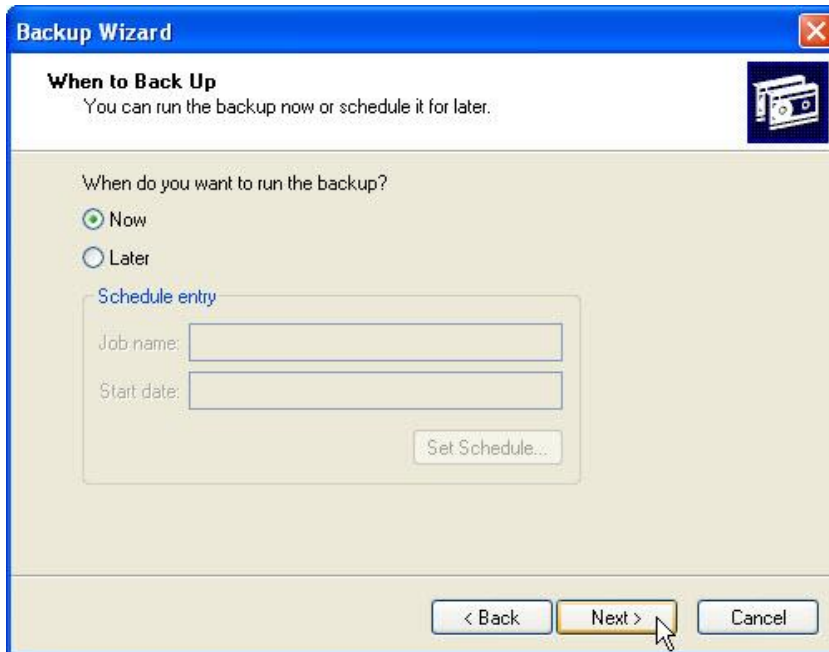 Backup Wizard
When to Back Up
You can run the backup now or schedule it for later.
When do you want to run the backup?
Now
Later
Schedule entry
Job name:
Start date:
Set Schedule...
< Back
Next >
Cancel